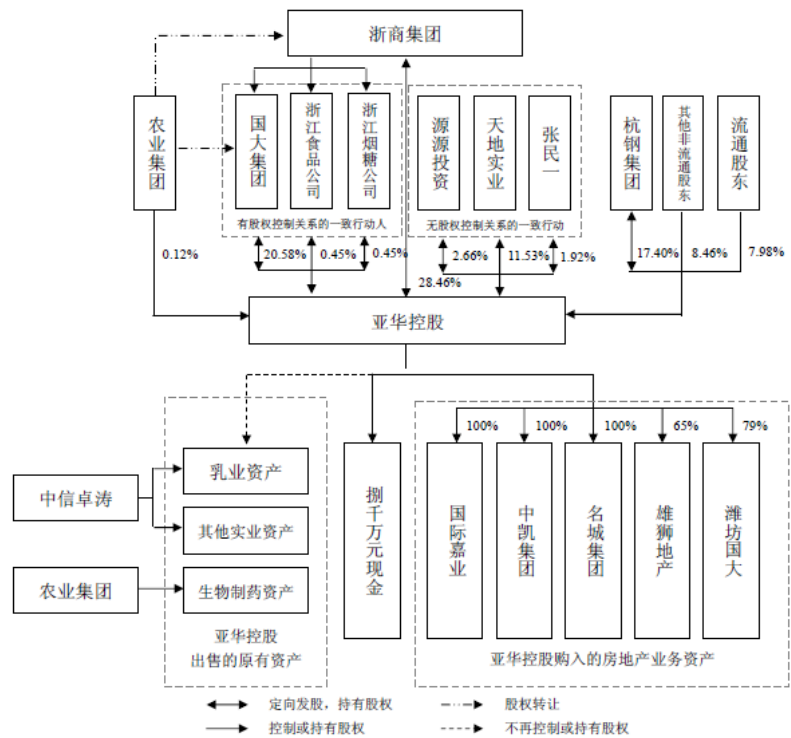 浙商集团
农业集团
国大集团
浙江食品公司
浙江烟糖公司
源源投资
天地实业
张民一
杭钢集团
其他非流通股东
流通股东
有股权控制关系的一致行动人
无股权控制关系的一致行动
0.12%
20.58%
0.45%
0.45%
2.66%
11.53%
1.92%
17.40%
8.46%
7.98%
28.46%
亚华控股
100%
100%
100%
65%
79%
中信卓涛
农业集团
乳业资产
其他实业资产
生物制药资产
亚华控股
出售的原有资产
捌千万元现金
国际嘉业
中凯集团
名城集团
雄狮地产
潍坊国大
亚华控股购入的房地产业务资产
定向发股，持有股权
股权转让
控制或持有股权
不再控制或持有股权